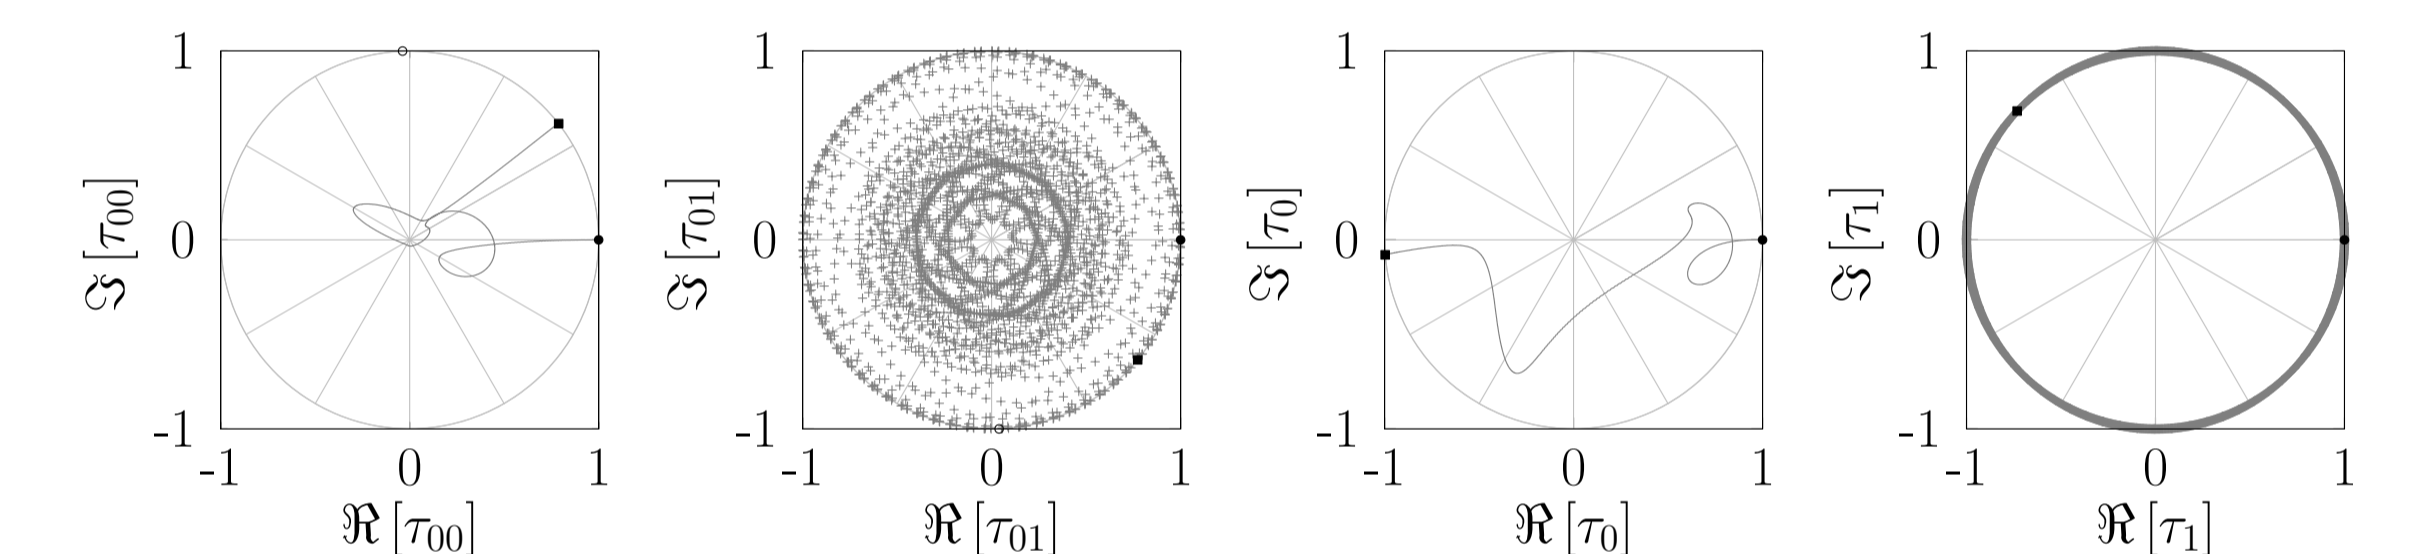 1 1 1 1
ℑ [τ₀₀] 0 ℑ [τ₀₁] 0 ℑ [τ₀] 0 ℑ [τ₁] 0
-1 -1 -1 -1
-1 0 1 -1 0 1 -1 0 1 -1 0 1
ℜ [τ₀₀] ℜ [τ₀₁] ℜ [τ₀] ℜ [τ₁]